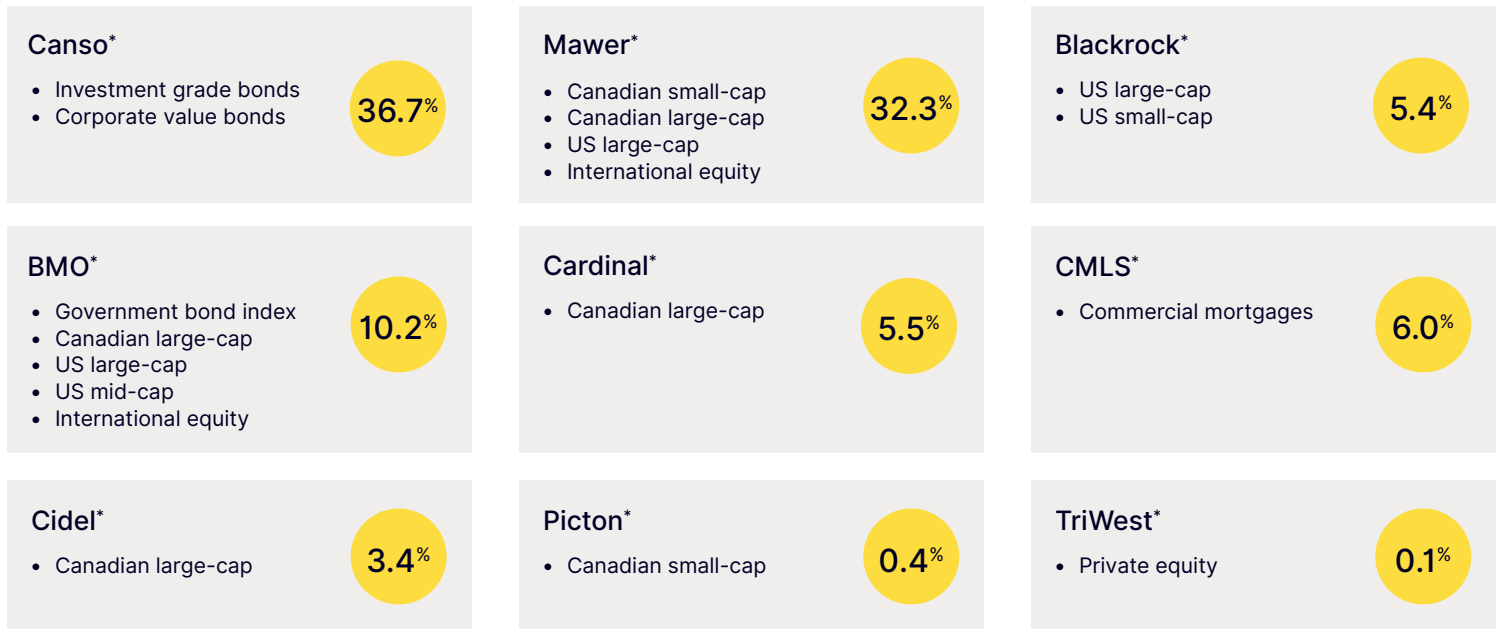 Canso*
• Investment grade bonds
• Corporate value bonds
36.7%
Mawer*
• Canadian small-cap
• Canadian large-cap
• US large-cap
• International equity
32.3%
Blackrock*
• US large-cap
• US small-cap
5.4%
BMO*
• Government bond index
• Canadian large-cap
• US large-cap
• US mid-cap
• International equity
10.2%
Cardinal*
• Canadian large-cap
5.5%
CMLS*
• Commercial mortgages
6.0%
Cidel*
• Canadian large-cap
3.4%
Picton*
• Canadian small-cap
0.4%
TriWest*
• Private equity
0.1%